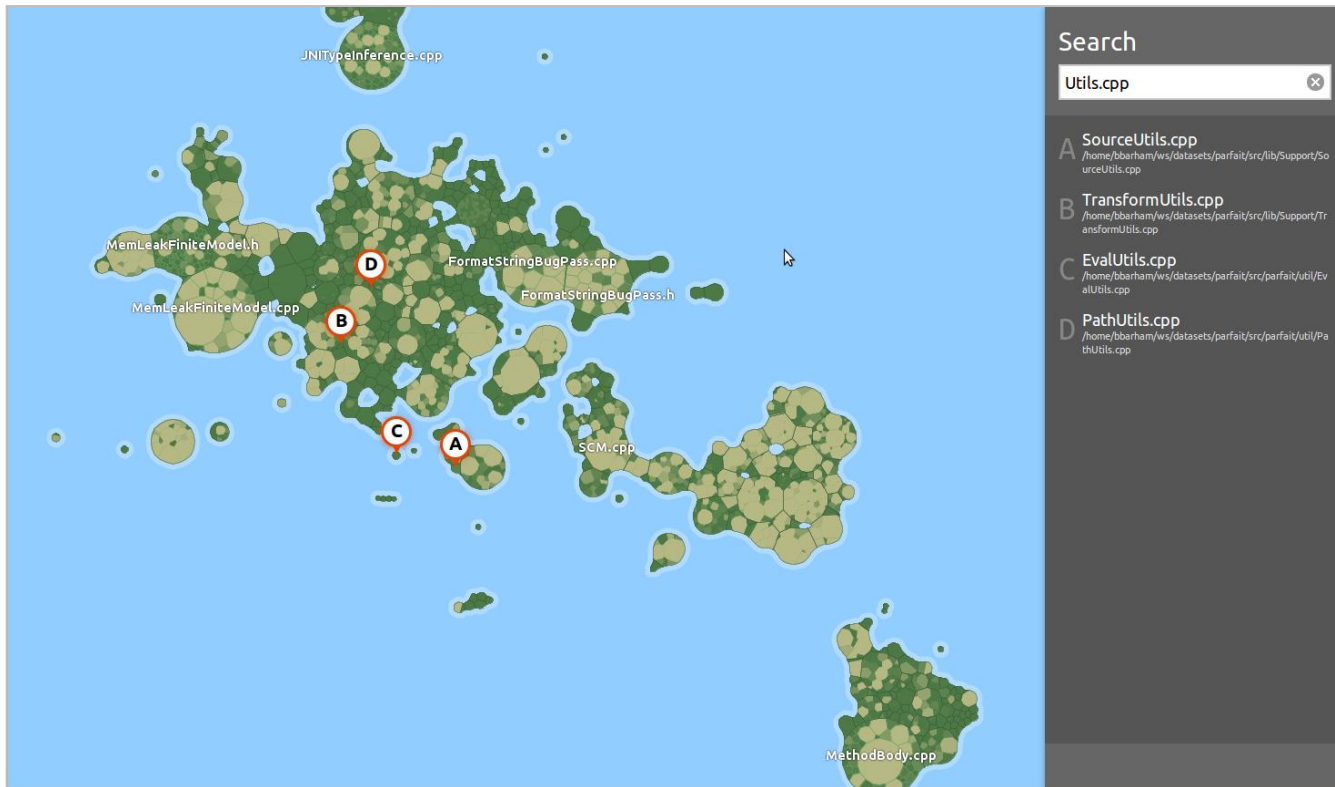 JNITypeInference.cpp
MemLeakFiniteModel.h
D
FormatStringBugPass.cpp
FormatStringBugPass.h
MemLeakFiniteModel.cpp
B
C
A
SCM.cpp
MethodBody.cpp
Search
Utils.cpp
A SourceUtils.cpp
/home/bbarham/ws/datasets/parfait/src/lib/Support/So
urceUtils.cpp
B TransformUtils.cpp
/home/bbarham/ws/datasets/parfait/src/lib/Support/Tr
ansformUtils.cpp
C EvalUtils.cpp
/home/bbarham/ws/datasets/parfait/src/parfait/util/Ev
alUtils.cpp
D PathUtils.cpp
/home/bbarham/ws/datasets/parfait/src/parfait/util/Pa
thUtils.cpp